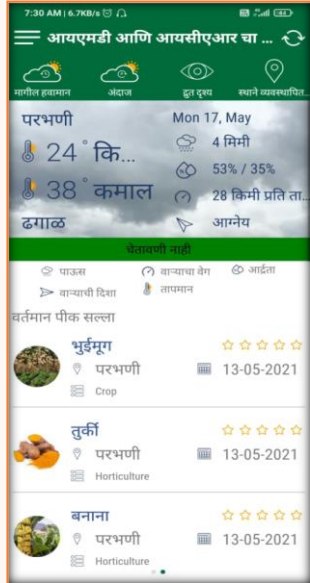 7:30 AM | 6.7KB/s
आयएमडी आणि आयसीएआर चा ...
मागील हवामान अंदाज द्रुत दृश्य स्थाने व्यवस्थापित..
परभणी Mon 17, May
24 ° कि... 4 मिमी
53% / 35%
38 ° कमाल 28 किमी प्रति ता..
ढगाळ आग्नेय
चेतावणी नाही
पाऊस वाऱ्याचा वेग आर्द्रता
वाऱ्याची दिशा तापमान
वर्तमान पीक सल्ला
भुईमूग
परभणी 13-05-2021
Crop
तुर्की
परभणी 13-05-2021
Horticulture
बनाना
परभणी 13-05-2021
Horticulture